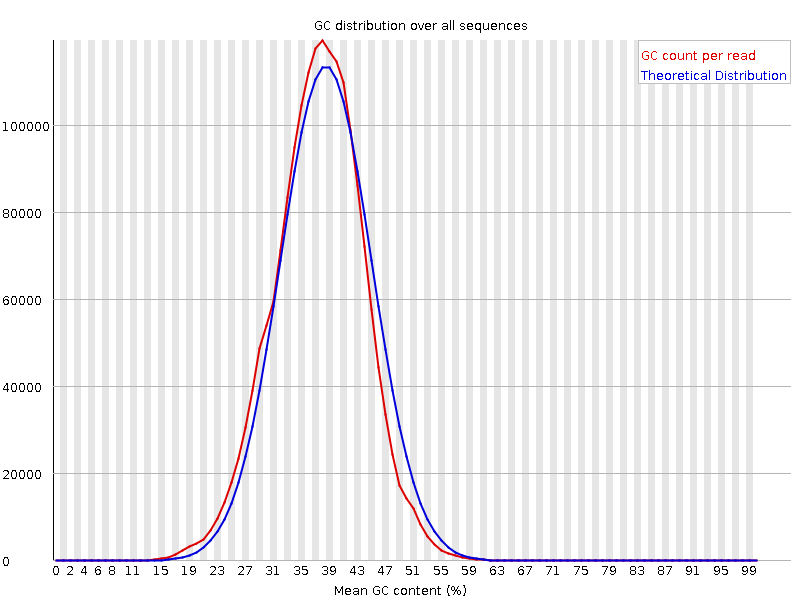 GC distribution over all sequences
GC count per read
Theoretical Distribution
100000
80000
60000
40000
20000
0
0 2 4 6 8 11 15 19 23 27 31 35 39 43 47 51 55 59 63 67 71 75 79 83 87 91 95 99
Mean GC content (%)